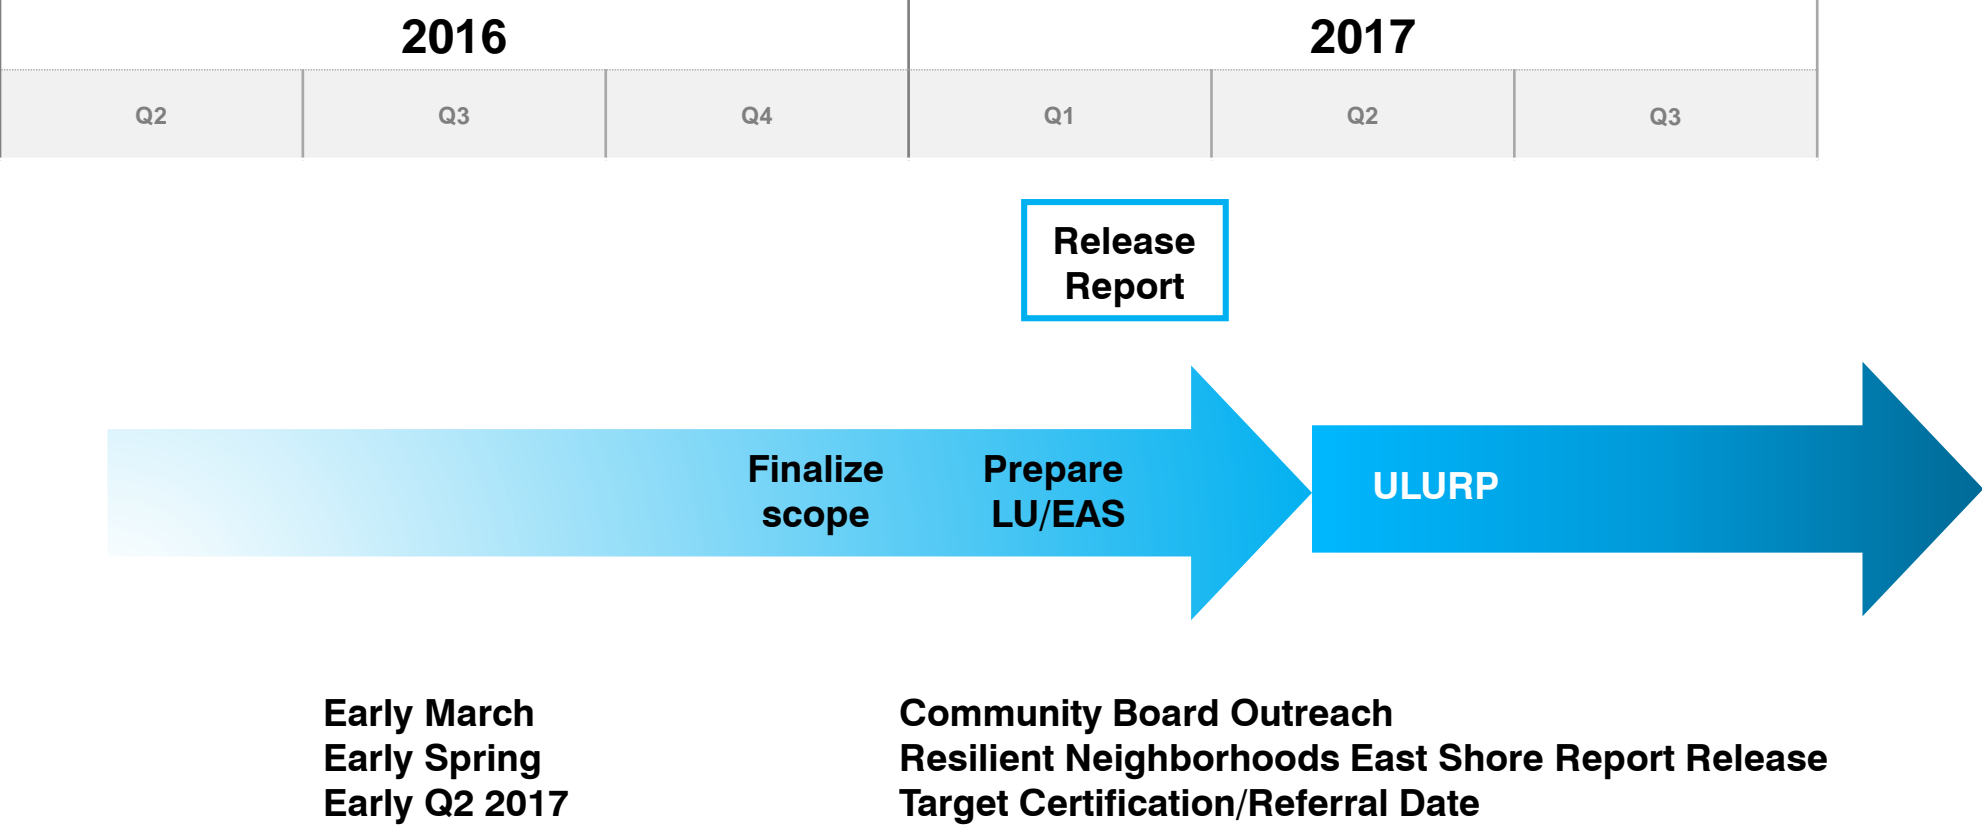 2016
2017
Q2
Q3
Q4
Q1
Q2
Q3
Release
Report
Finalize
scope
Prepare
LU/EAS
ULURP
Early March
Community Board Outreach
Early Spring
Resilient Neighborhoods East Shore Report Release
Early Q2 2017
Target Certification/Referral Date